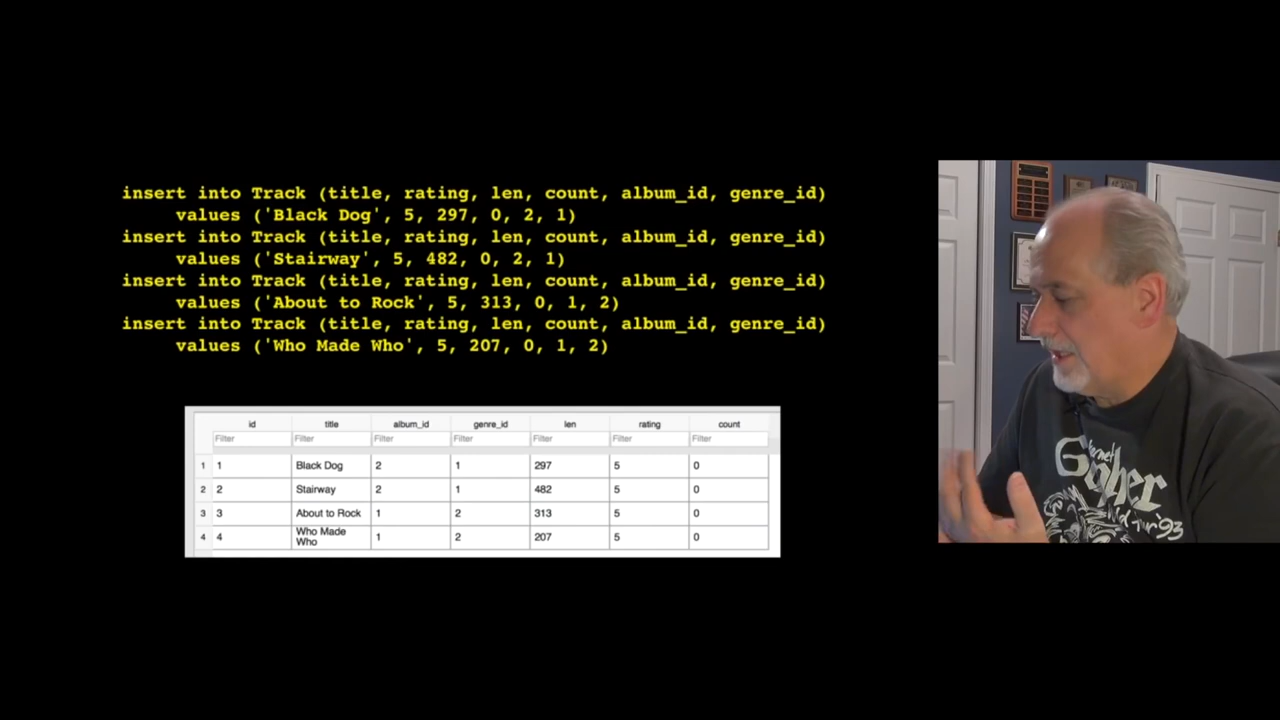 insert into Track (title, rating, len, count, album_id, genre_id)
values ('Black Dog', 5, 297, 0, 2, 1)
insert into Track (title, rating, len, count, album_id, genre_id)
values ('Stairway', 5, 482, 0, 2, 1)
insert into Track (title, rating, len, count, album_id, genre_id)
values ('About to Rock', 5, 313, 0, 1, 2)
insert into Track (title, rating, len, count, album_id, genre_id)
values ('Who Made Who', 5, 207, 0, 1, 2)
id title album_id genre_id len rating count
Filter Filter Filter Filter Filter Filter Filter
1 1 Black Dog 2 1 297 5 0
2 2 Stairway 2 1 482 5 0
3 3 About to Rock 1 2 313 5 0
4 4 Who Made Who 1 2 207 5 0